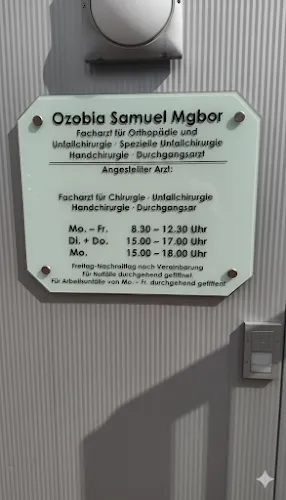 Ozobia Samuel Mgbor
Facharzt für Orthopädie und
Unfallchirurgie · Spezielle Unfallchirurgie
Handchirurgie · Durchgangsarzt
Angestellter Arzt:
Facharzt für Chirurgie · Unfallchirurgie
Handchirurgie · Durchgangsar
Mo. – Fr. 8.30 – 12.30 Uhr
Di. + Do. 15.00 – 17.00 Uhr
Mo. 15.00 – 18.00 Uhr
Freitag-Nachmittag nach Vereinbarung
Für Notfälle durchgehend geöffnet.
Für Arbeitsunfälle von Mo. - Fr. durchgehend geöffnet!